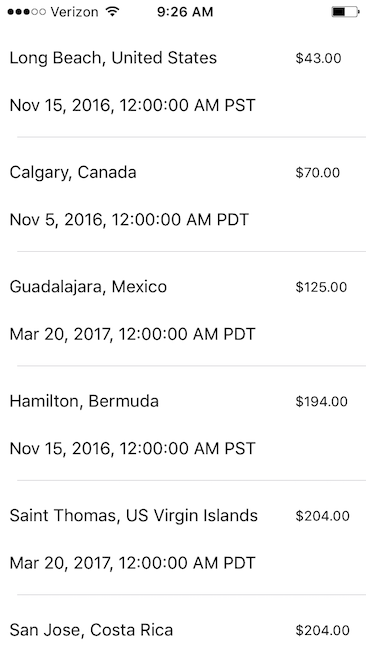 Verizon 9:26 AM
Long Beach, United States $43.00
Nov 15, 2016, 12:00:00 AM PST
Calgary, Canada $70.00
Nov 5, 2016, 12:00:00 AM PDT
Guadalajara, Mexico $125.00
Mar 20, 2017, 12:00:00 AM PDT
Hamilton, Bermuda $194.00
Nov 15, 2016, 12:00:00 AM PST
Saint Thomas, US Virgin Islands $204.00
Mar 20, 2017, 12:00:00 AM PDT
San Jose, Costa Rica $204.00